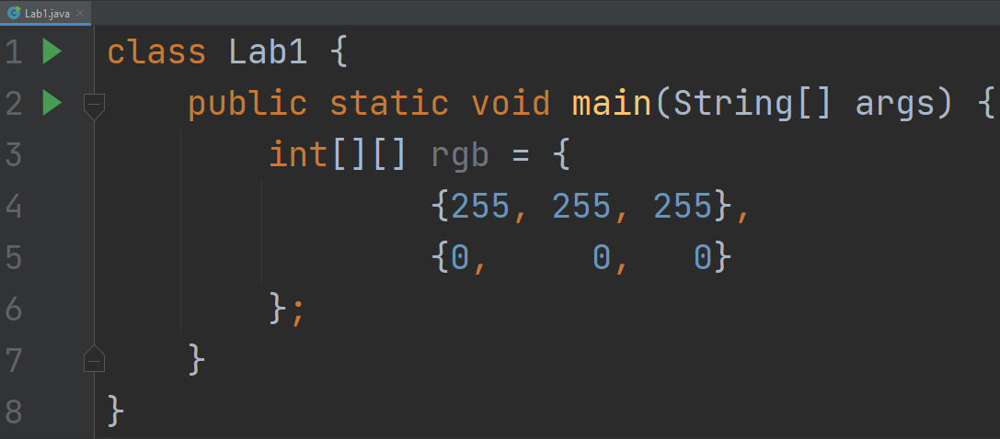 Lab1.java
1 class Lab1 {
2     public static void main(String[] args) {
3         int[][] rgb = {
4                 {255, 255, 255},
5                 {0,     0,   0}
6         };
7     }
8 }